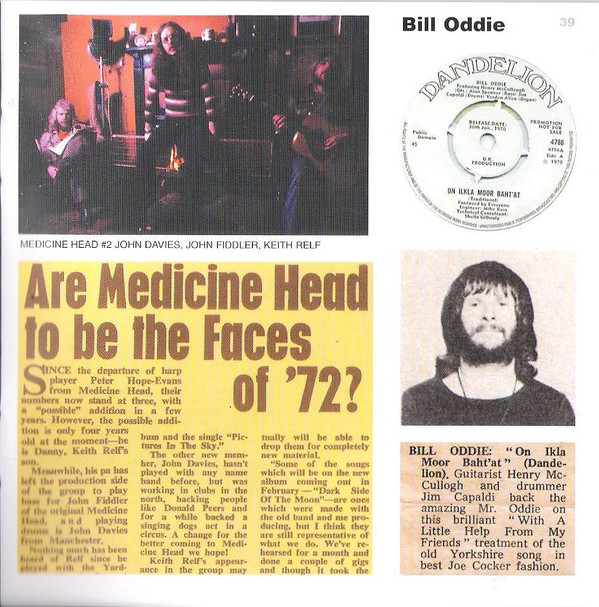 Bill Oddie
39
DANDELION
BILL ODDIE
Featuring Henry McCullough
(Gtr.) Alan Spenner (Bass) Jim
Capaldi (Drums) Verdon Allen (Organ)
RELEASE DATE:
30th Jan., 1970
PROMOTION
NOT FOR
SALE
Public
Domain
45
4786
4786A
Side A
℗ 1970
U.K.
PRODUCTION
ON ILKLA MOOR BAHT'AT
(Traditional)
Produced by Everyone
Engineer: Mike Ross
Technical Consultant:
Sheila Gilhouly
MEDICINE HEAD #2 JOHN DAVIES, JOHN FIDDLER, KEITH RELF
Are Medicine Head
to be the Faces
of '72?
SINCE the departure of harp
player Peter Hope-Evans
from Medicine Head, their
numbers now stand at three, with
a "possible" addition in a few
years. However, the possible addi-
tion is only four years
old at the moment—he
is Danny, Keith Relf's
son.
Meanwhile, his pa has
left the production side
of the group to play
bass for John Fiddler
of the original Medicine
Head, and playing
drums is John Davies
from Manchester.
Nothing much has been
heard of Relf since he
played with the Yard-
bum and the single "Pic-
tures In The Sky."
The other new mem-
ber, John Davies, hasn't
played with any name
band before, but was
working in clubs in the
north, backing people
like Donald Peers and
for a while backed a
singing dogs act in a
circus. A change for the
better coming to Medi-
cine Head we hope!
Keith Relf's appear-
ance in the group may
tually will be able to
drop them for completely
new material.
"Some of the songs
which will be on the new
album coming out in
February—"Dark Side
Of The Moon"—are ones
which were made with
the old band and me pro-
ducing, but I think they
are still representative of
what we do. We've re-
hearsed for a month and
done a couple of gigs
and though it took the
BILL ODDIE: "On Ikla
Moor Baht'at" (Dande-
lion), Guitarist Henry Mc-
Cullogh and drummer
Jim Capaldi back the
amazing Mr. Oddie on
this brilliant "With A
Little Help From My
Friends" treatment of the
old Yorkshire song in
best Joe Cocker fashion.